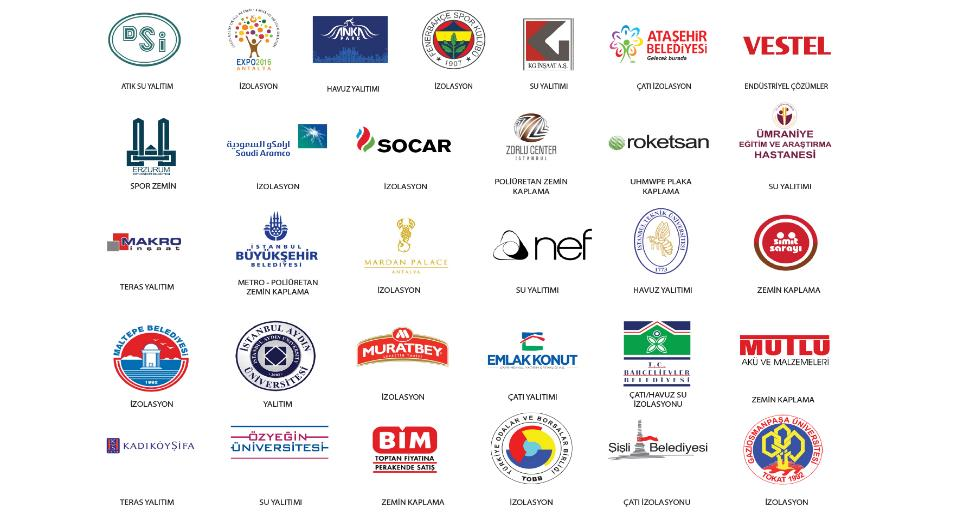 DSi
EXPO2016
ANTALYA
ANKA
PARK
FENERBAHÇE SPOR KULÜBÜ
1907
KG İNŞAAT A.Ş.
ATAŞEHİR
BELEDİYESİ
Gelecek burada
VESTEL
ATIK SU YALITIM
İZOLASYON
HAVUZ YALITIMI
İZOLASYON
SU YALITIMI
ÇATI İZOLASYON
ENDÜSTRİYEL ÇÖZÜMLER
ERZURUM
أرامكو السعودية
Saudi Aramco
SOCAR
ZORLU CENTER
İSTANBUL
roketsan
ÜMRANİYE
EĞİTİM VE ARAŞTIRMA
HASTANESİ
SPOR ZEMİN
İZOLASYON
İZOLASYON
POLİÜRETAN ZEMİN
KAPLAMA
UHMWPE PLAKA
KAPLAMA
SU YALITIMI
MAKRO
inşaat
İSTANBUL
BÜYÜKŞEHİR
BELEDİYESİ
MARDAN PALACE
ANTALYA
nef
İSTANBUL TEKNİK ÜNİVERSİTESİ
1773
simit
sarayı
TERAS YALITIM
METRO - POLİÜRETAN
ZEMİN KAPLAMA
İZOLASYON
SU YALITIMI
HAVUZ YALITIMI
ZEMİN KAPLAMA
MALTEPE BELEDİYESİ
1992
İSTANBUL AYDIN
ÜNİVERSİTESİ
MURATBEY
EMLAK KONUT
T.C.
BAHÇELİEVLER
BELEDİYESİ
MUTLU
AKÜ VE MALZEMELERİ
İZOLASYON
YALITIM
İZOLASYON
ÇATI YALITIMI
ÇATI/HAVUZ SU
İZOLASYONU
ZEMİN KAPLAMA
KADIKÖYŞİFA
ÖZYEĞİN
ÜNİVERSİTESİ
BİM
TOPTAN FİYATINA
PERAKENDE SATIŞ
TÜRKİYE ODALAR VE BORSALAR BİRLİĞİ
TOBB
Şişli Belediyesi
GAZİOSMANPAŞA ÜNİVERSİTESİ
TOKAT 1992
TERAS YALITIM
SU YALITIMI
ZEMİN KAPLAMA
İZOLASYON
ÇATI İZOLASYONU
İZOLASYON